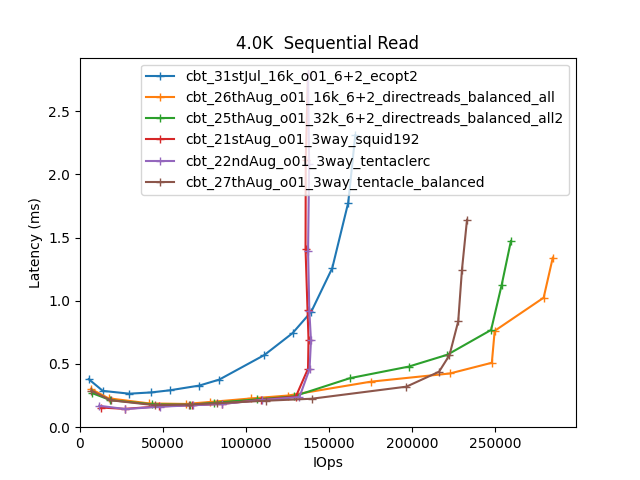 4.0K  Sequential Read
cbt_31stJul_16k_o01_6+2_ecopt2
cbt_26thAug_o01_16k_6+2_directreads_balanced_all
cbt_25thAug_o01_32k_6+2_directreads_balanced_all2
cbt_21stAug_o01_3way_squid192
cbt_22ndAug_o01_3way_tentaclerc
cbt_27thAug_o01_3way_tentacle_balanced
Latency (ms)
2.5
2.0
1.5
1.0
0.5
0.0
0
50000
100000
150000
200000
250000
IOps